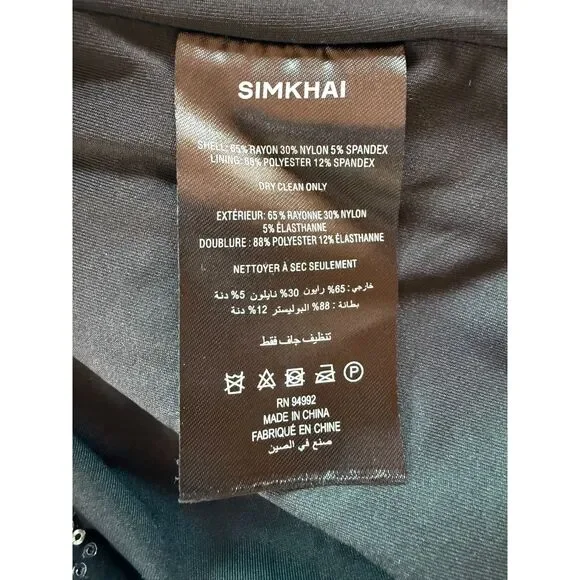 SIMKHAI
SHELL: 65% RAYON 30% NYLON 5% SPANDEX
LINING: 88% POLYESTER 12% SPANDEX
DRY CLEAN ONLY
EXTÉRIEUR: 65 % RAYONNE 30% NYLON
5% ÉLASTHANNE
DOUBLURE : 88% POLYESTER 12% ÉLASTHANNE
NETTOYER À SEC SEULEMENT
خارجي: 65% رايون 30% نايلون 5% دنة
بطانة : 88% البوليستر 12% دنة
تنظيف جاف فقط
P
RN 94992
MADE IN CHINA
FABRIQUÉ EN CHINE
صنع في الصين